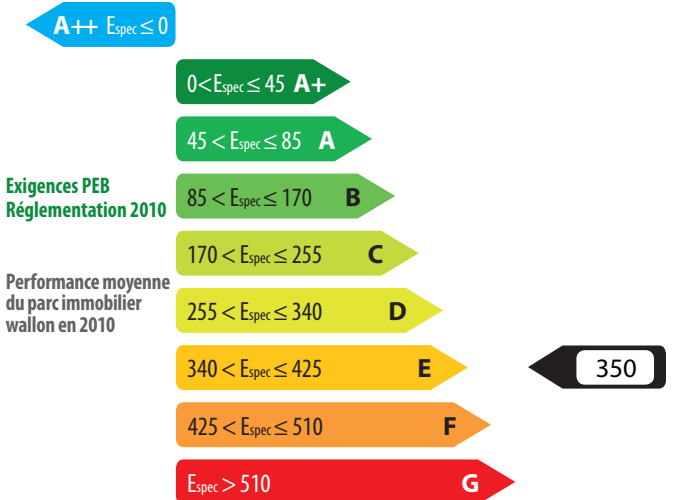 A++ Espec ≤ 0
0<Espec ≤ 45 A+
45 < Espec ≤ 85 A
Exigences PEB
Réglementation 2010
85 < Espec ≤ 170 B
170 < Espec ≤ 255 C
Performance moyenne
du parc immobilier
wallon en 2010
255 < Espec ≤ 340 D
340 < Espec ≤ 425 E
350
425 < Espec ≤ 510 F
Espec > 510 G